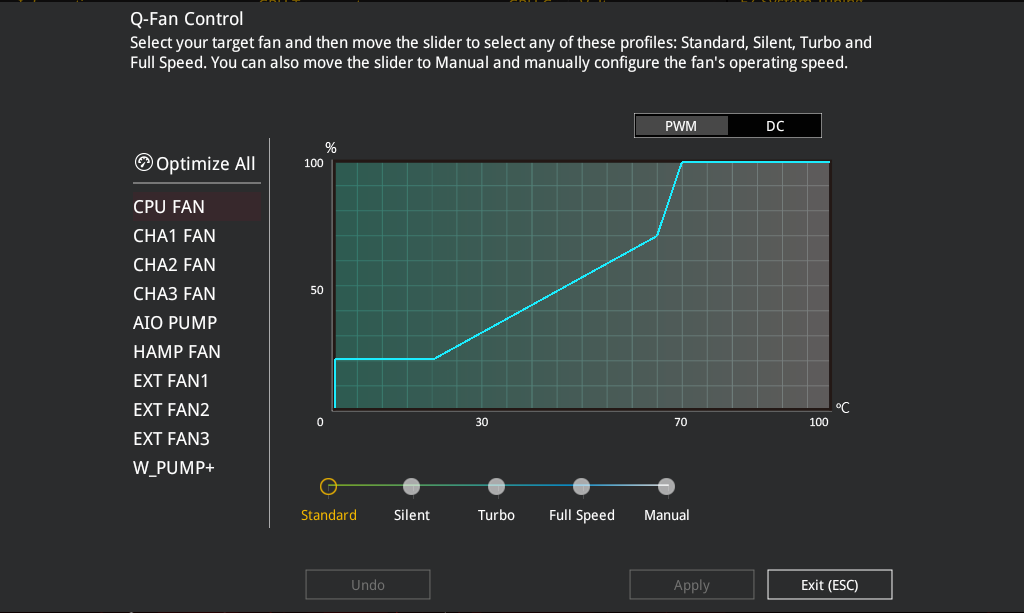 Q-Fan Control
Select your target fan and then move the slider to select any of these profiles: Standard, Silent, Turbo and
Full Speed. You can also move the slider to Manual and manually configure the fan's operating speed.
PWM
DC
Optimize All
CPU FAN
CHA1 FAN
CHA2 FAN
CHA3 FAN
AIO PUMP
HAMP FAN
EXT FAN1
EXT FAN2
EXT FAN3
W_PUMP+
%
100
50
0
30
70
100
ºC
Standard
Silent
Turbo
Full Speed
Manual
Undo
Apply
Exit (ESC)